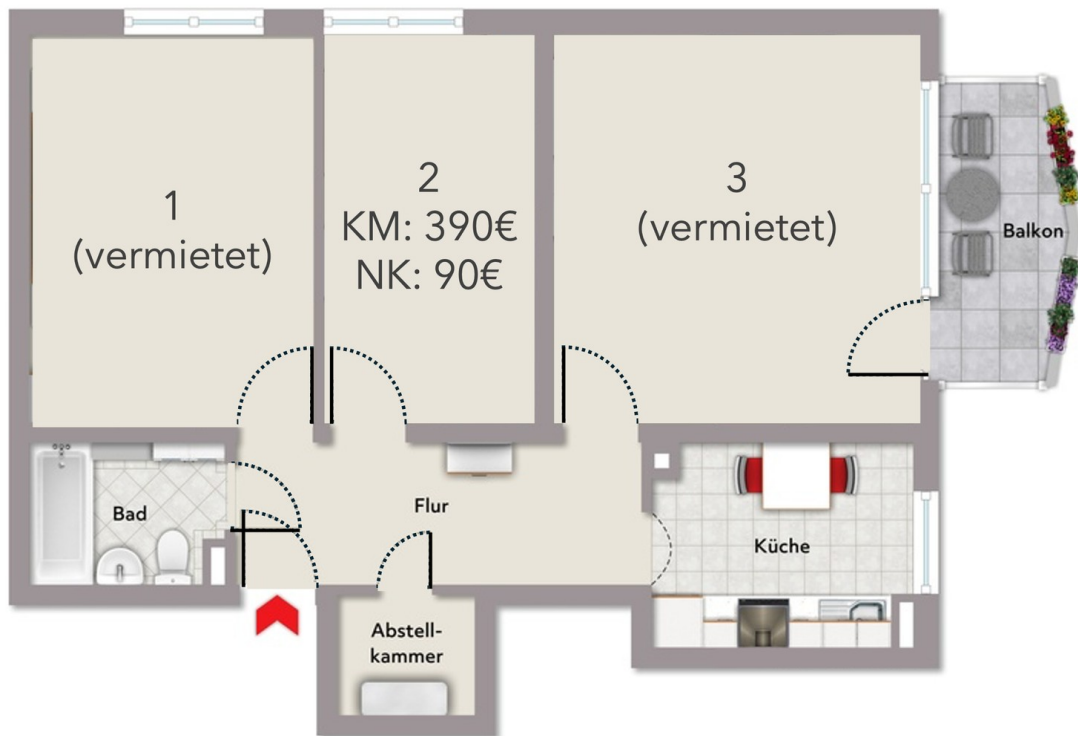 1
(vermietet)
2
KM: 390€
NK: 90€
3
(vermietet)
Balkon
Bad
Flur
Küche
Abstell-
kammer